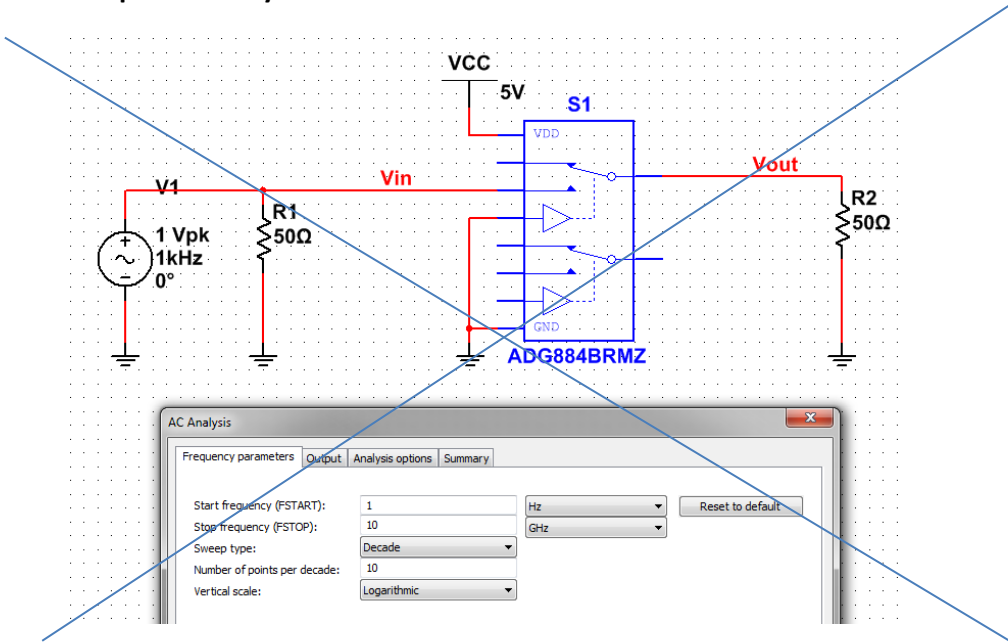 VCC
5V
S1
VDD
Vin
Vout
V1
R1
50Ω
R2
50Ω
1 Vpk
1kHz
0°
GND
ADG884BRMZ
AC Analysis
Frequency parameters Output Analysis options Summary
Start frequency (FSTART): 1 Hz Reset to default
Stop frequency (FSTOP): 10 GHz
Sweep type: Decade
Number of points per decade: 10
Vertical scale: Logarithmic